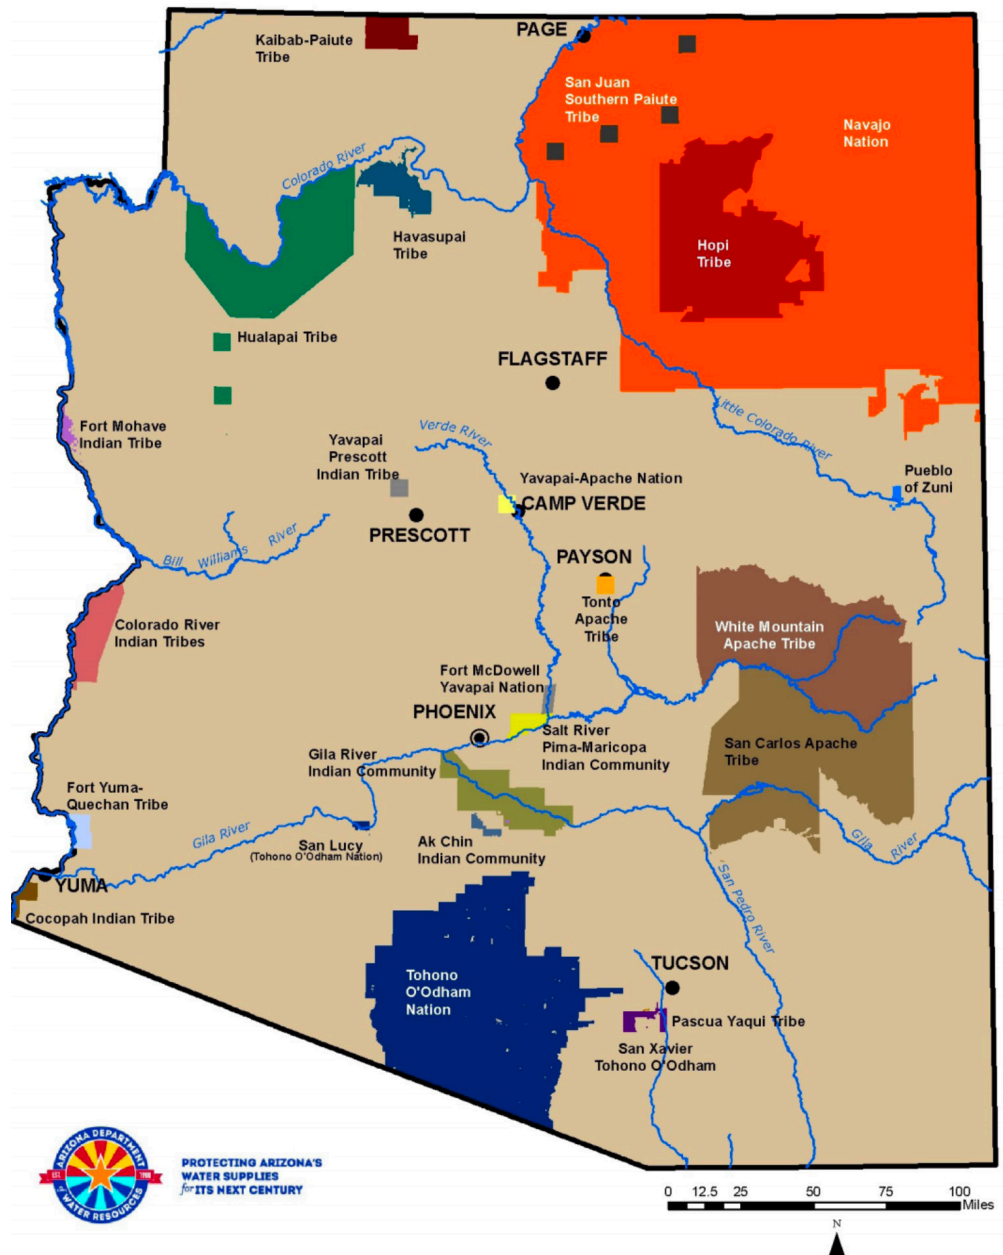 Kaibab-Paiute
Tribe
PAGE
San Juan
Southern Paiute
Tribe
Navajo
Nation
Colorado River
Havasupai
Tribe
Hopi
Tribe
Hualapai Tribe
FLAGSTAFF
Little Colorado River
Fort Mohave
Indian Tribe
Verde River
Yavapai
Prescott
Indian Tribe
Yavapai-Apache Nation
CAMP VERDE
Pueblo
of Zuni
PRESCOTT
Bill Williams River
PAYSON
Tonto
Apache
Tribe
Colorado River
Indian Tribes
White Mountain
Apache Tribe
Fort McDowell
Yavapai Nation
PHOENIX
Salt River
Pima-Maricopa
Indian Community
San Carlos Apache
Tribe
Gila River
Indian Community
Fort Yuma-
Quechan Tribe
Gila River
San Lucy
(Tohono O'Odham Nation)
Ak Chin
Indian Community
Gila River
San Pedro River
YUMA
Cocopah Indian Tribe
Tohono
O'Odham
Nation
TUCSON
Pascua Yaqui Tribe
San Xavier
Tohono O'Odham
ARIZONA DEPARTMENT
of WATER RESOURCES
EST. 1980
PROTECTING ARIZONA'S
WATER SUPPLIES
for ITS NEXT CENTURY
0 12.5 25 50 75 100
Miles
N